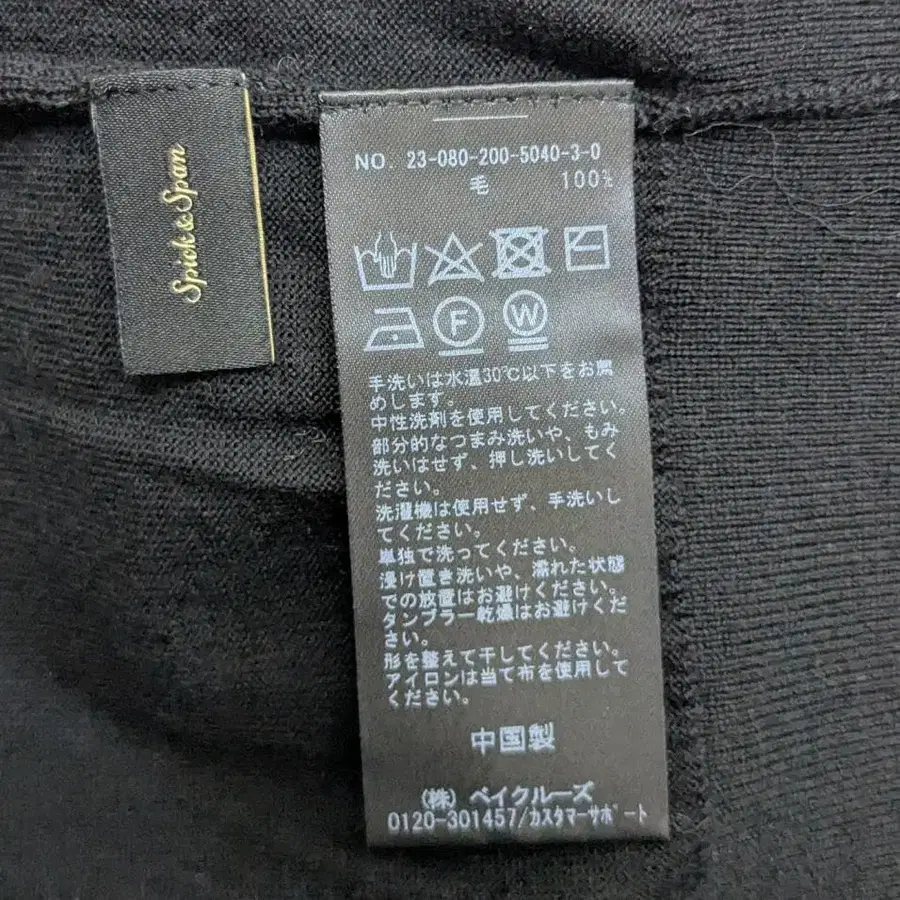 Spick & Span
NO. 23-080-200-5040-3-0
毛 100%
F
W
手洗いは水温30℃以下をお薦
めします。
中性洗剤を使用してください。
部分的なつまみ洗いや、もみ
洗いはせず、押し洗いしてく
ださい。
洗濯機は使用せず、手洗いし
てください。
単独で洗ってください。
浸け置き洗いや、濡れた状態
での放置はお避けください。
タンブラー乾燥はお避けくだ
さい。
形を整えて干してください。
アイロンは当て布を使用して
ください。
中国製
(株) ベイクルーズ
0120-301457/カスタマーサポート